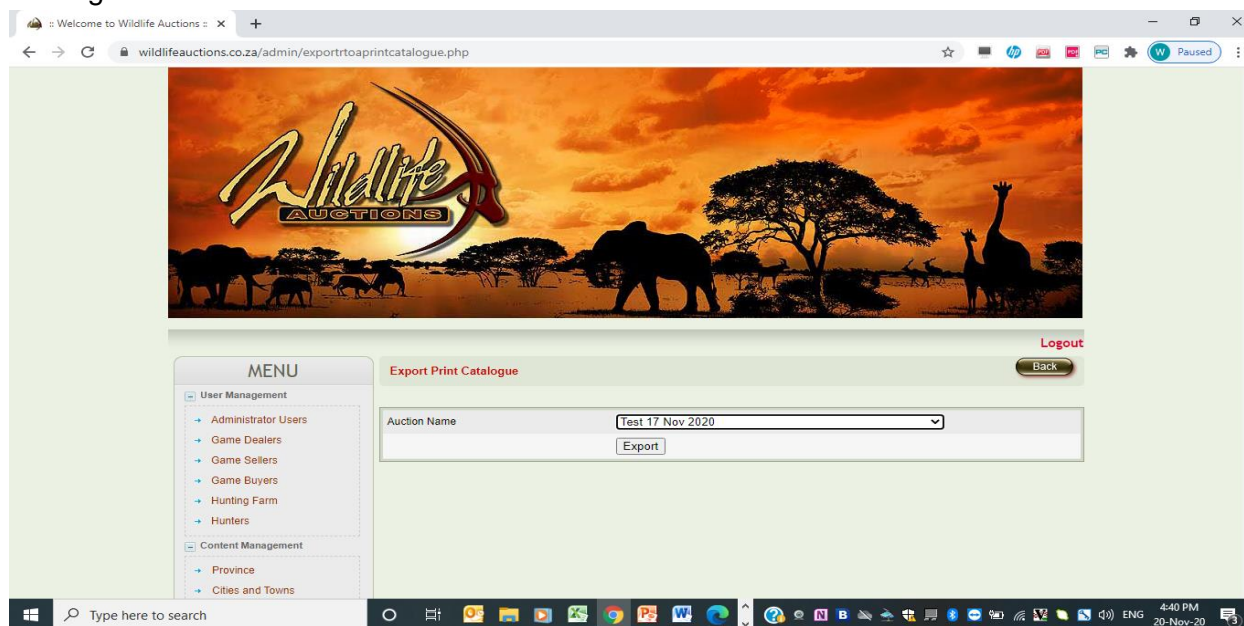 :: Welcome to Wildlife Auctions ::
wildlifeauctions.co.za/admin/exportrtoaprintcatalogue.php
W Paused
Wildlife
AUCTIONS
Logout
MENU
Export Print Catalogue
Back
User Management
Administrator Users
Auction Name
Test 17 Nov 2020
Game Dealers
Export
Game Sellers
Game Buyers
Hunting Farm
Hunters
Content Management
Province
Cities and Towns
Type here to search
ENG
4:40 PM
20-Nov-20